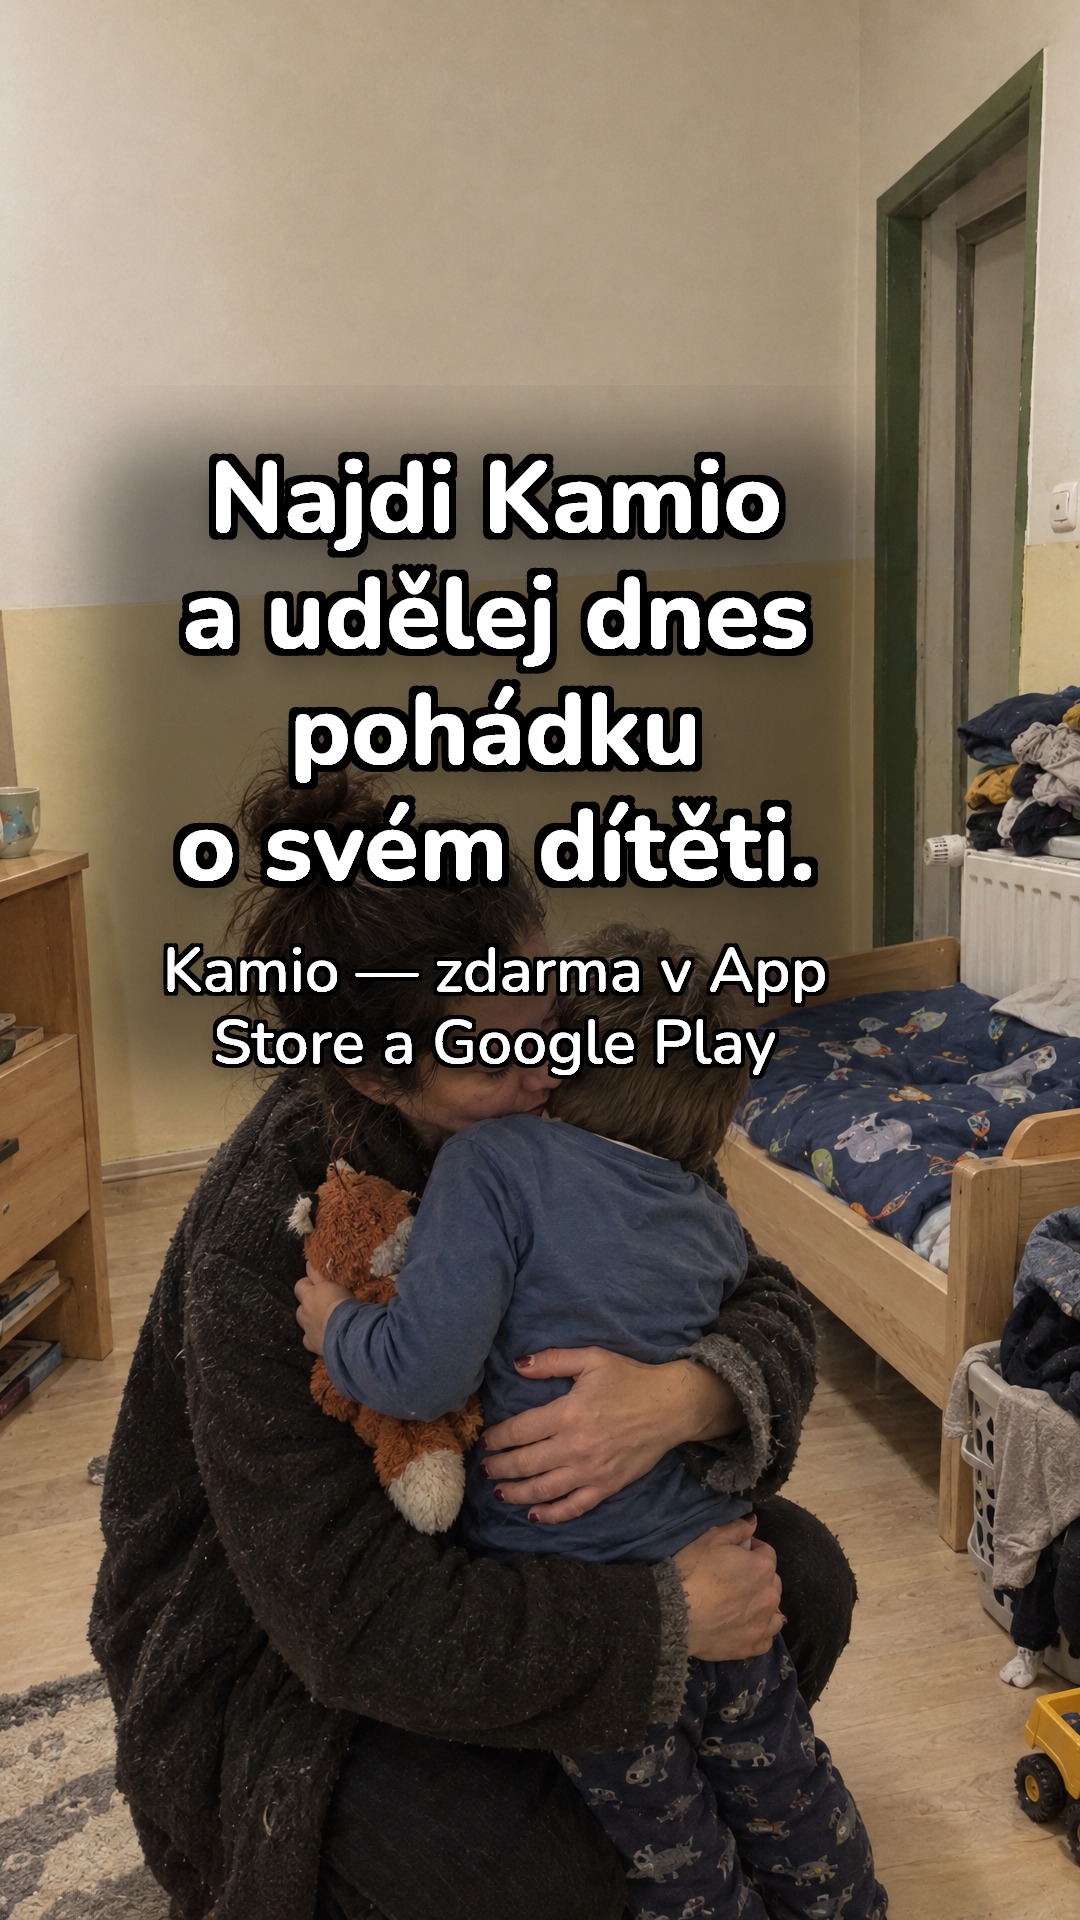 Najdi Kamio
a udělej dnes
pohádku
o svém dítěti.
Kamio — zdarma v App
Store a Google Play